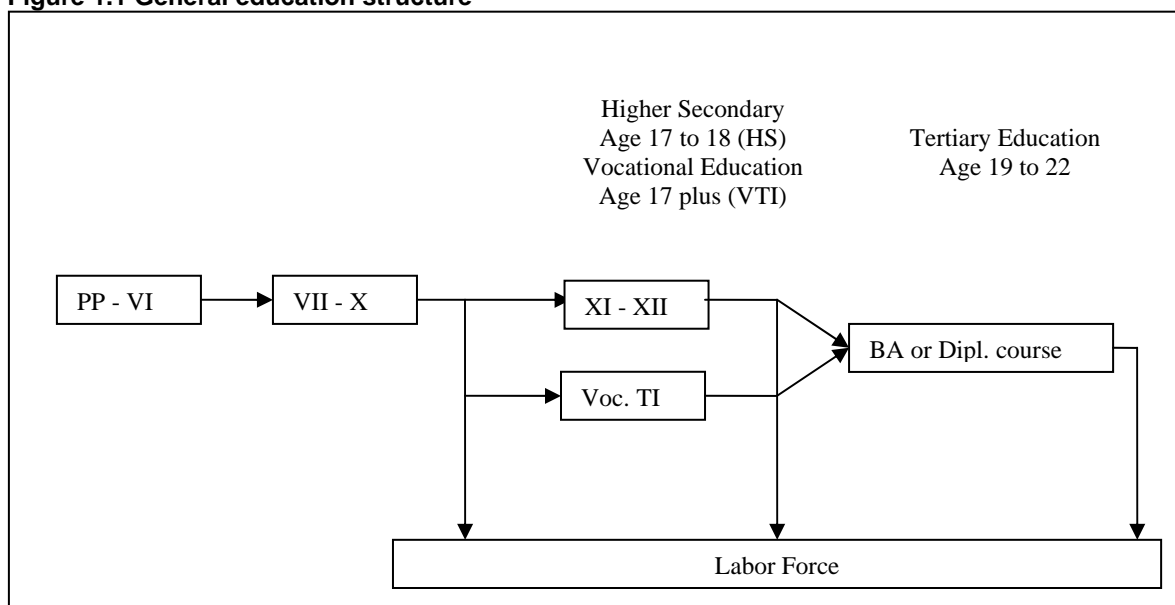 Figure 1.1 General education structure
Higher Secondary
Age 17 to 18 (HS)
Vocational Education
Age 17 plus (VTI)
Tertiary Education
Age 19 to 22
PP - VI
VII - X
XI - XII
BA or Dipl. course
Voc. TI
Labor Force